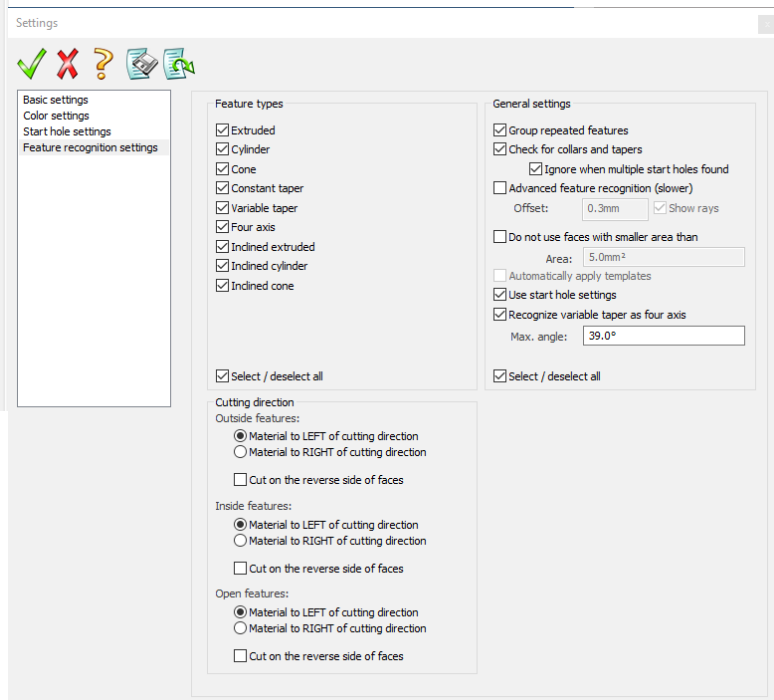 Settings
Basic settings
Color settings
Start hole settings
Feature recognition settings
Feature types
Extruded
Cylinder
Cone
Constant taper
Variable taper
Four axis
Inclined extruded
Inclined cylinder
Inclined cone
Select / deselect all
General settings
Group repeated features
Check for collars and tapers
Ignore when multiple start holes found
Advanced feature recognition (slower)
Offset: 0.3mm Show rays
Do not use faces with smaller area than
Area: 5.0mm²
Automatically apply templates
Use start hole settings
Recognize variable taper as four axis
Max. angle: 39.0°
Select / deselect all
Cutting direction
Outside features:
Material to LEFT of cutting direction
Material to RIGHT of cutting direction
Cut on the reverse side of faces
Inside features:
Material to LEFT of cutting direction
Material to RIGHT of cutting direction
Cut on the reverse side of faces
Open features:
Material to LEFT of cutting direction
Material to RIGHT of cutting direction
Cut on the reverse side of faces